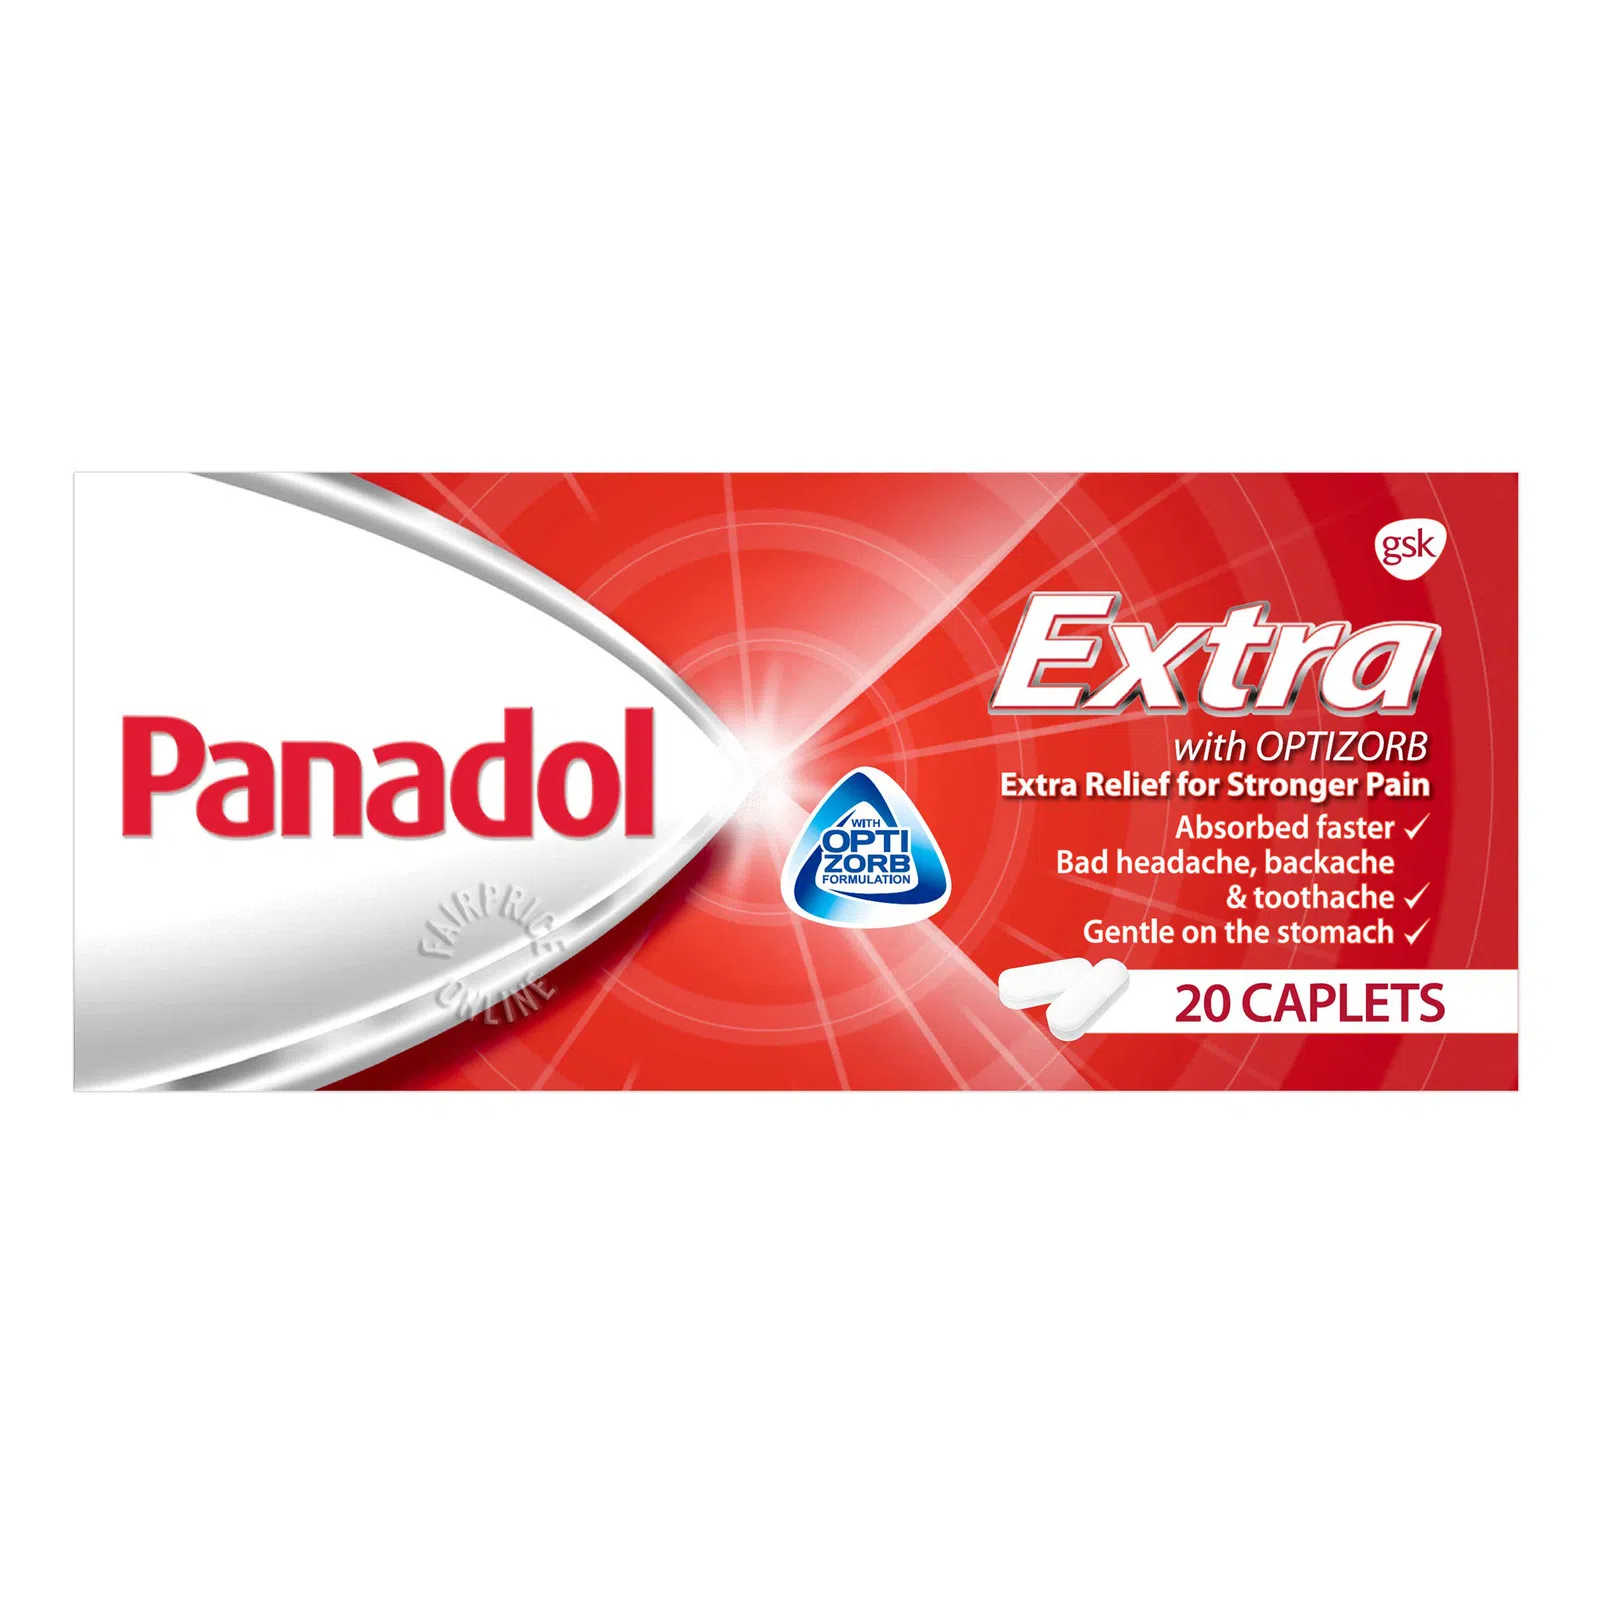 Panadol
FAIRPRICE
ONLINE
gsk
Extra
with OPTIZORB
Extra Relief for Stronger Pain
Absorbed faster ✓
Bad headache, backache
& toothache ✓
Gentle on the stomach ✓
WITH
OPTI
ZORB
FORMULATION
20 CAPLETS